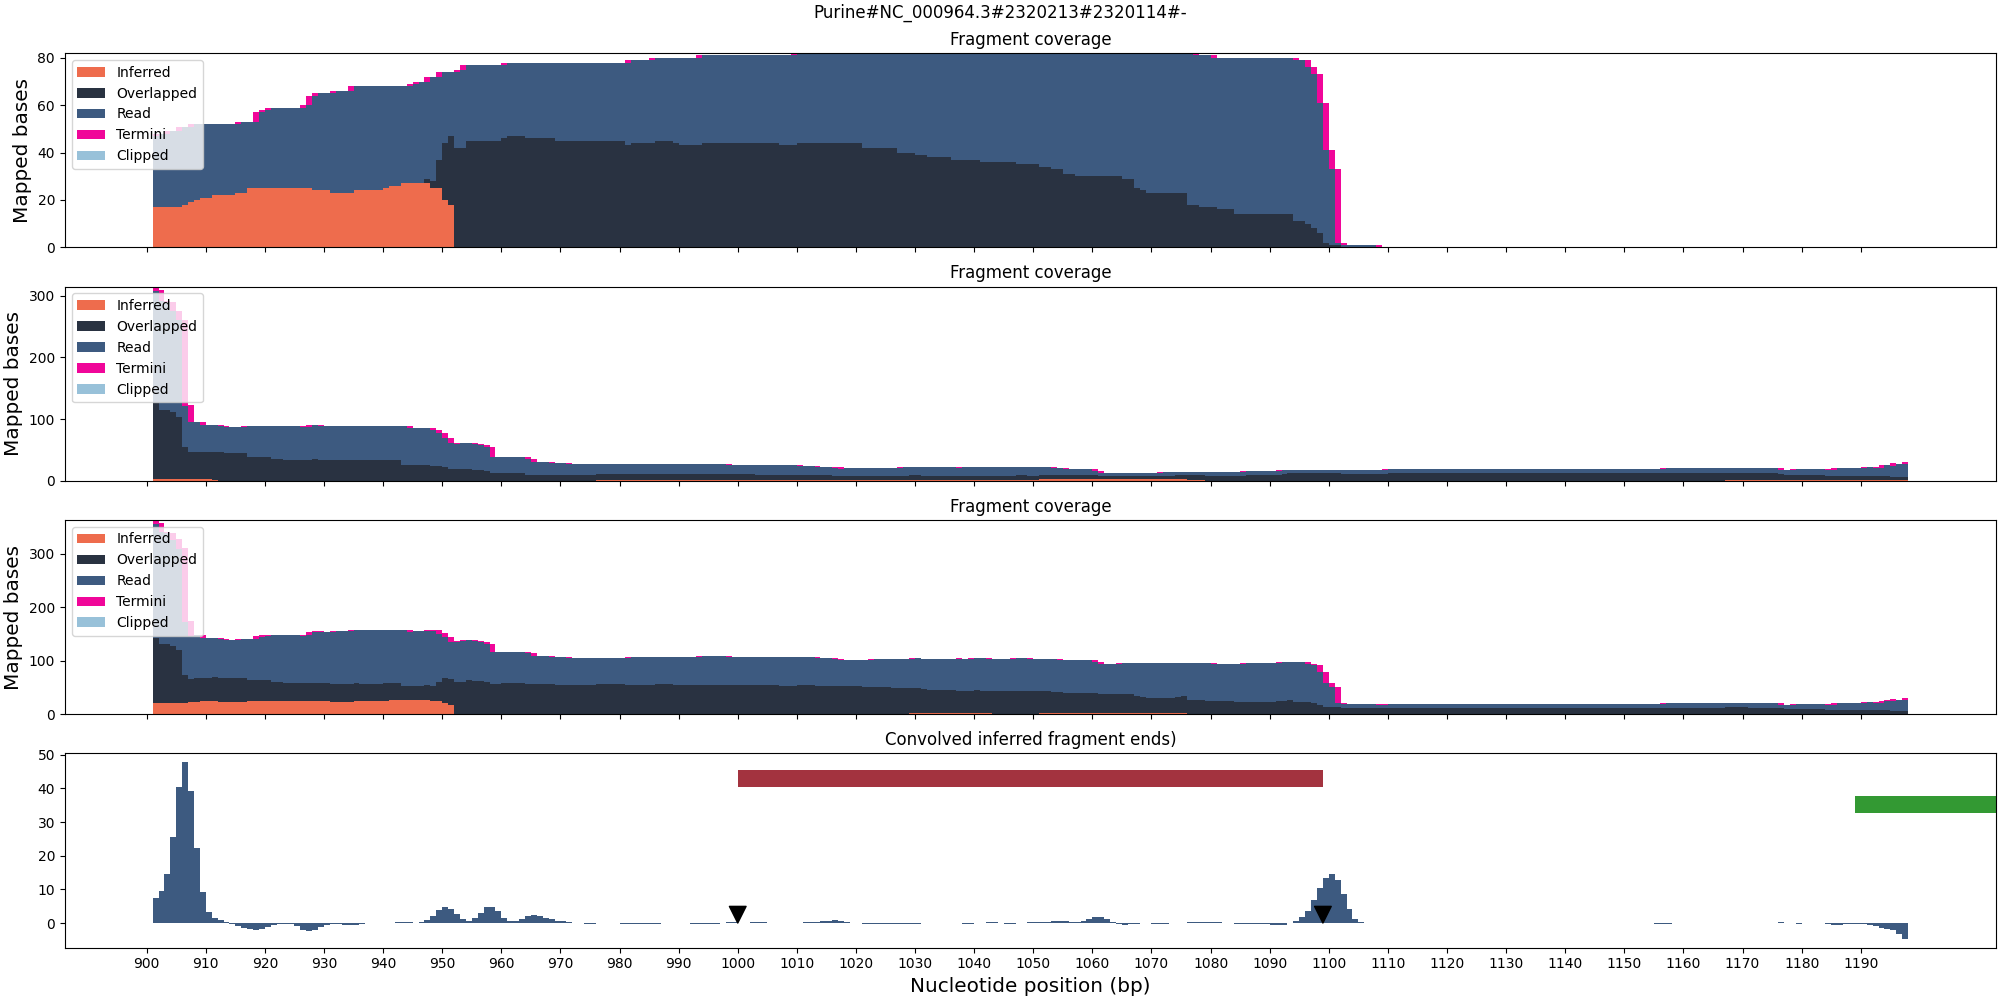 Purine#NC_000964.3#2320213#2320114#-
Fragment coverage
Mapped bases
80
60
40
20
0
Inferred
Overlapped
Read
Termini
Clipped
Fragment coverage
Mapped bases
300
200
100
0
Inferred
Overlapped
Read
Termini
Clipped
Fragment coverage
Mapped bases
300
200
100
0
Inferred
Overlapped
Read
Termini
Clipped
Convolved inferred fragment ends)
50
40
30
20
10
0
900 910 920 930 940 950 960 970 980 990 1000 1010 1020 1030 1040 1050 1060 1070 1080 1090 1100 1110 1120 1130 1140 1150 1160 1170 1180 1190
Nucleotide position (bp)